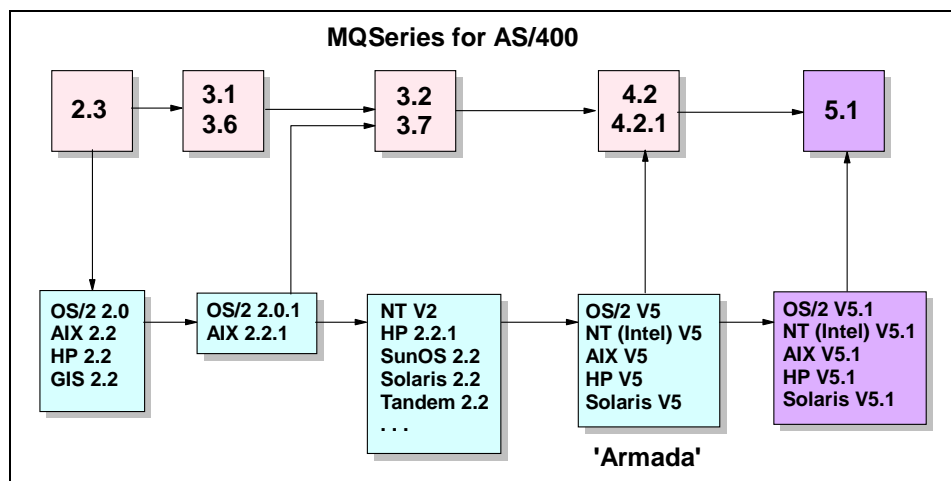 MQSeries for AS/400
2.3
3.1
3.6
3.2
3.7
4.2
4.2.1
5.1
OS/2 2.0
AIX 2.2
HP 2.2
GIS 2.2
OS/2 2.0.1
AIX 2.2.1
NT V2
HP 2.2.1
SunOS 2.2
Solaris 2.2
Tandem 2.2
. . .
OS/2 V5
NT (Intel) V5
AIX V5
HP V5
Solaris V5
OS/2 V5.1
NT (Intel) V5.1
AIX V5.1
HP V5.1
Solaris V5.1
'Armada'